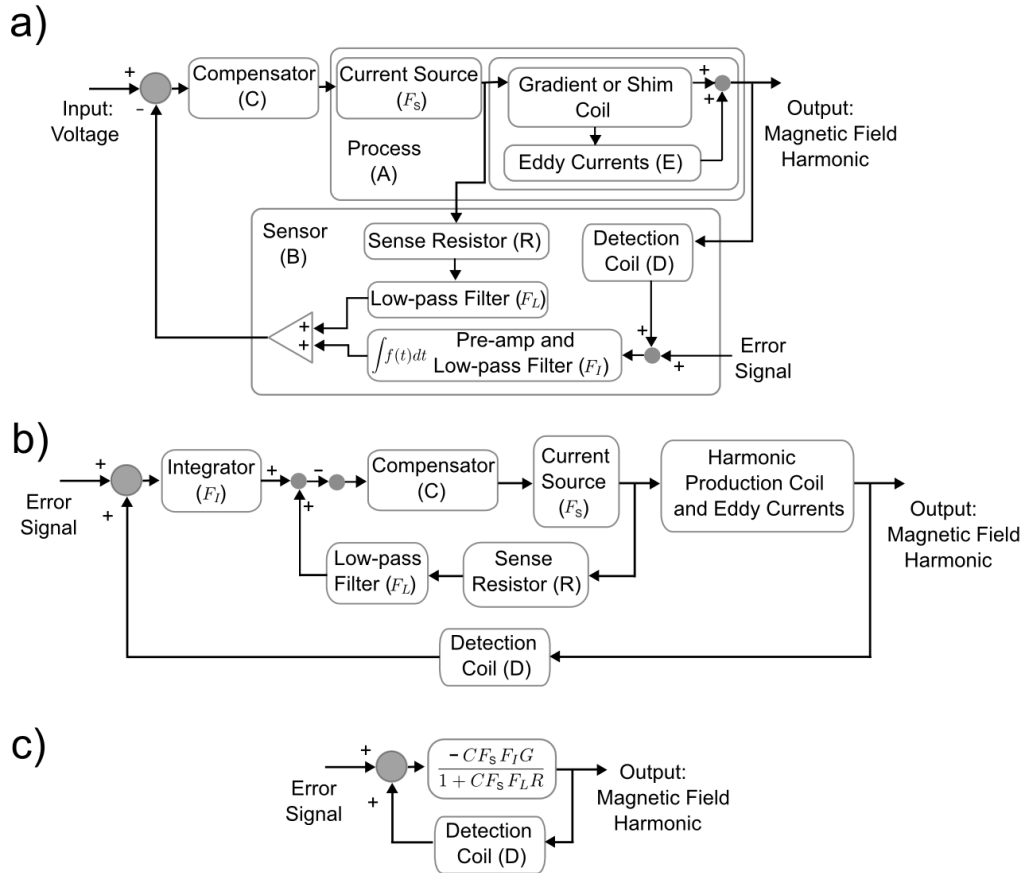 a)
+
-
Input:
Voltage
Compensator
(C)
Current Source
(F_S)
Process
(A)
Gradient or Shim
Coil
Eddy Currents (E)
+
+
Output:
Magnetic Field
Harmonic
Sensor
(B)
Sense Resistor (R)
Low-pass Filter (F_L)
+
+
∫f(t)dt
Pre-amp and
Low-pass Filter (F_I)
Detection
Coil (D)
+
+
Error
Signal
b)
+
+
Error
Signal
Integrator
(F_I)
+
+
−
Compensator
(C)
Current
Source
(F_S)
Harmonic
Production Coil
and Eddy Currents
Output:
Magnetic Field
Harmonic
Low-pass
Filter (F_L)
Sense
Resistor (R)
Detection
Coil (D)
c)
+
+
Error
Signal
−CF_S F_I G
1 + CF_S F_L R
Output:
Magnetic Field
Harmonic
Detection
Coil (D)